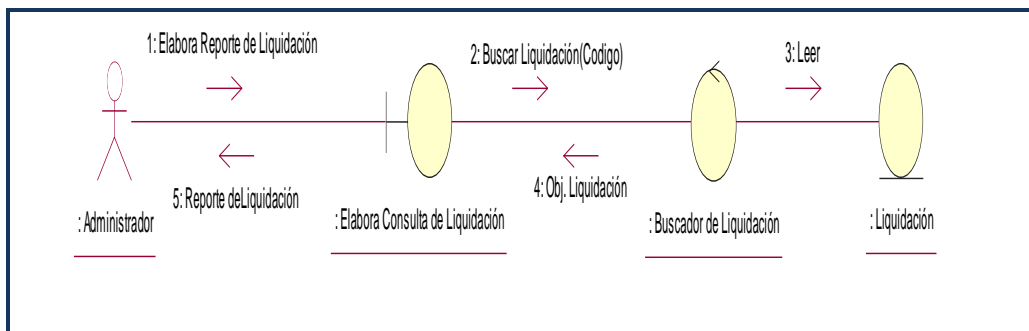 1: Elabora Reporte de Liquidación
2: Buscar Liquidación(Codigo)
3: Leer
5: Reporte deLiquidación
4: Obj. Liquidación
: Administrador
: Elabora Consulta de Liquidación
: Buscador de Liquidación
: Liquidación